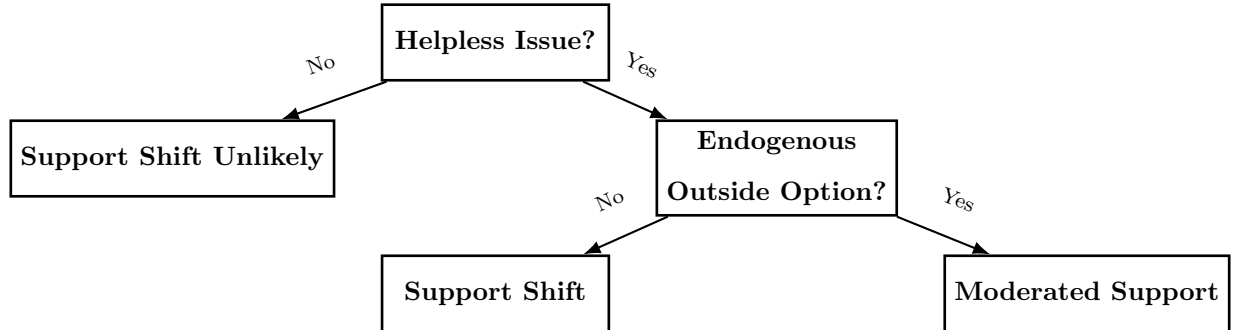 Helpless Issue?
No
Yes
Support Shift Unlikely
Endogenous
Outside Option?
No
Yes
Support Shift
Moderated Support